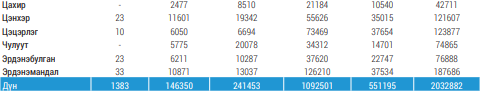 Цахир - 2477 8510 21184 10540 42711
Цэнхэр 23 11601 19342 55626 35015 121607
Цэцэрлэг 10 6050 6694 73469 37654 123877
Чулуут - 5775 20078 34312 14701 74865
Эрдэнэбулган 23 6211 10287 37620 22747 76888
Эрдэнэмандал 33 10871 13037 126210 37534 187686
Дүн 1383 146350 241453 1092501 551195 2032882